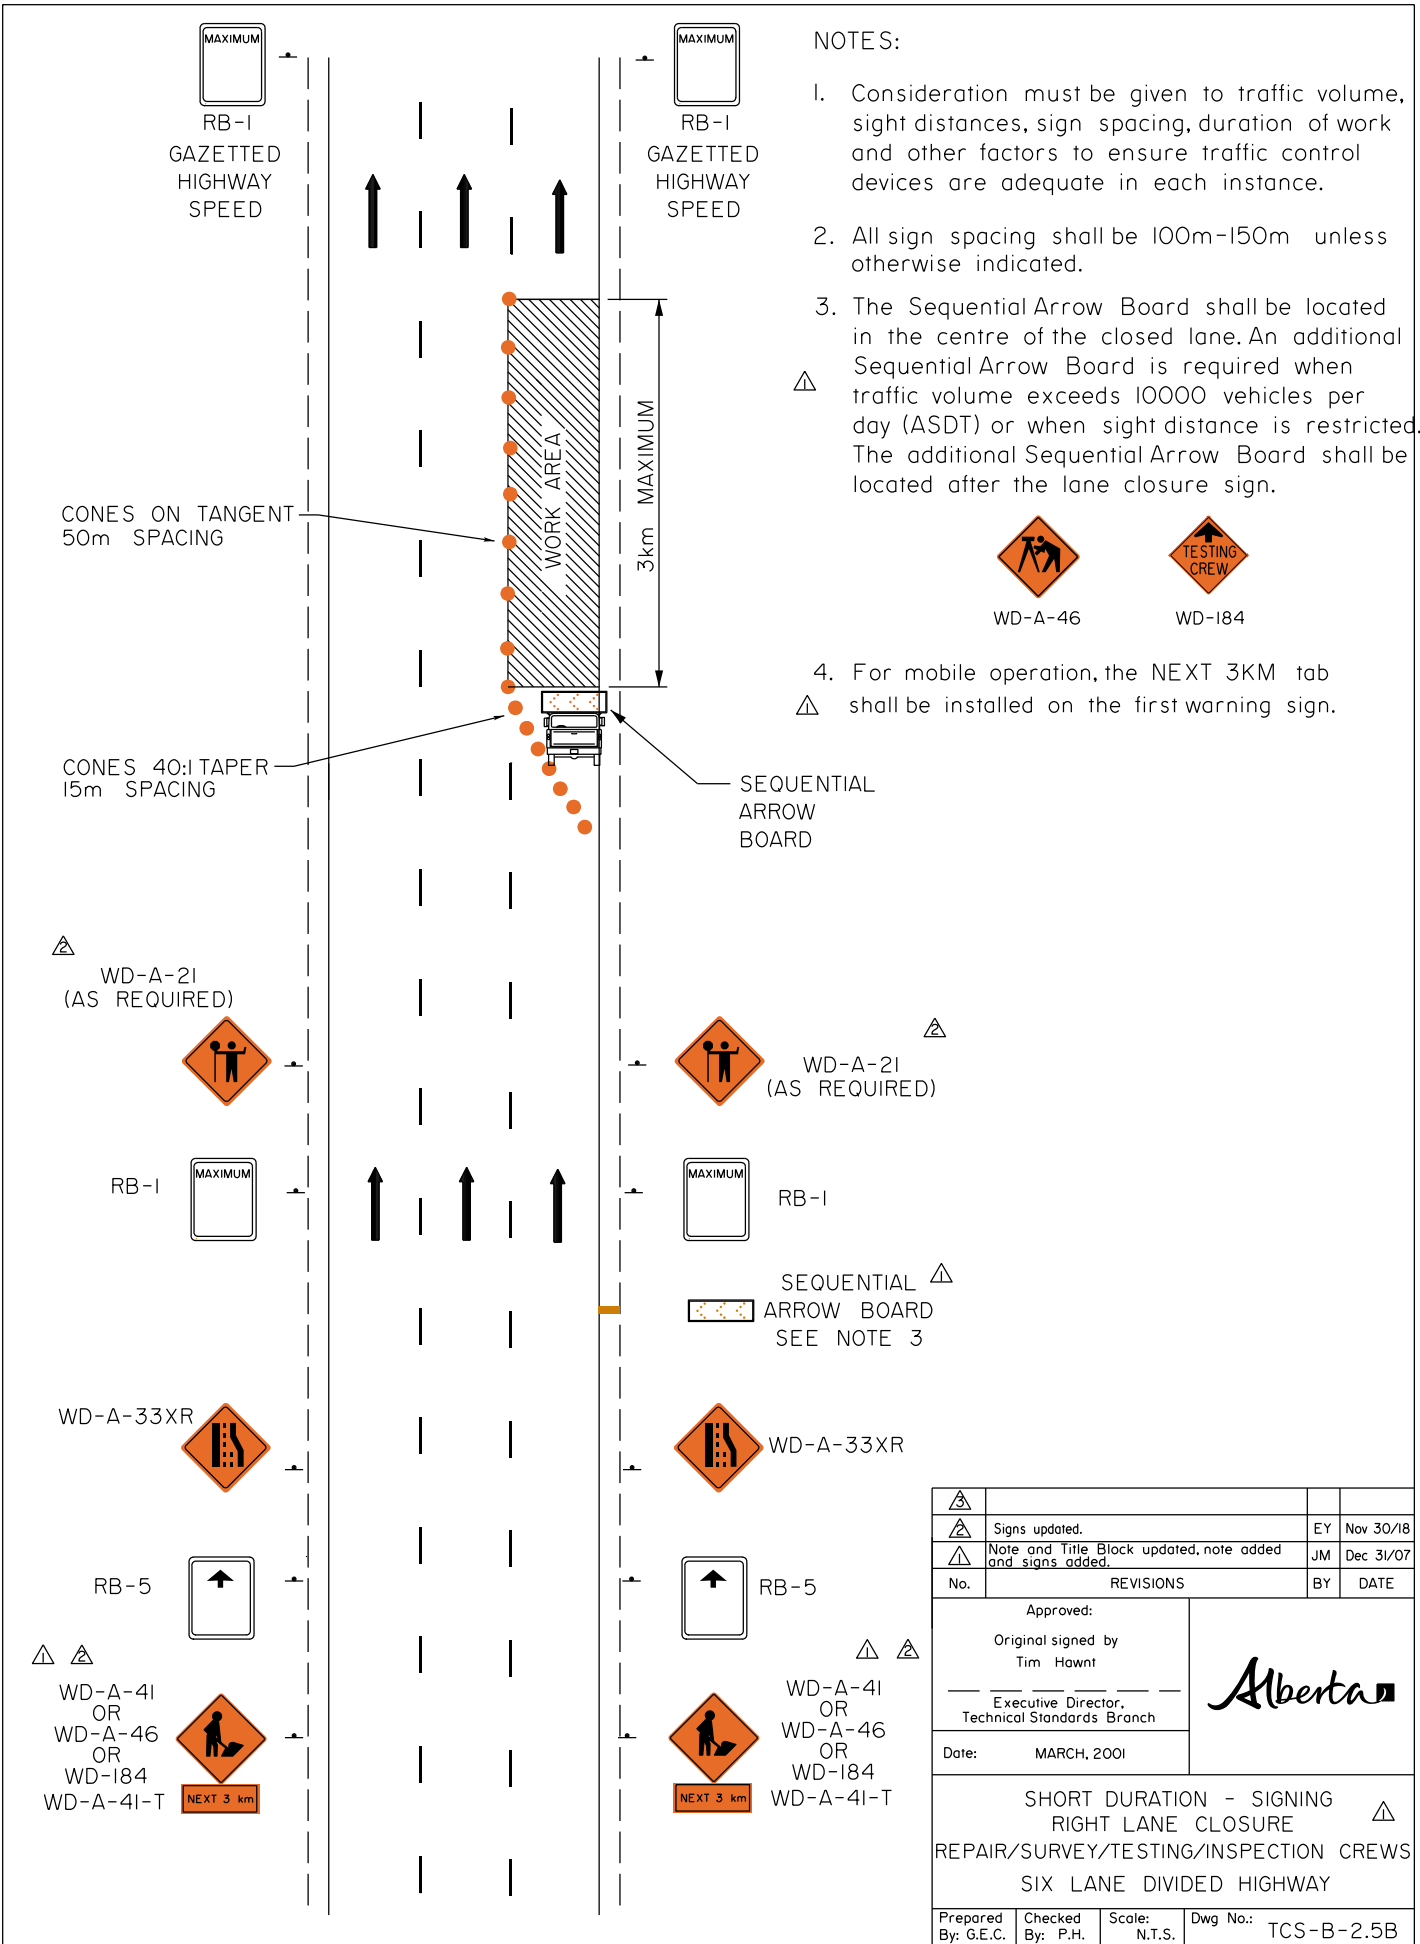 MAXIMUM
RB-1
GAZETTED
HIGHWAY
SPEED
MAXIMUM
RB-1
GAZETTED
HIGHWAY
SPEED
NOTES:
1. Consideration must be given to traffic volume,
sight distances, sign spacing, duration of work
and other factors to ensure traffic control
devices are adequate in each instance.
2. All sign spacing shall be 100m-150m unless
otherwise indicated.
3. The Sequential Arrow Board shall be located
in the centre of the closed lane. An additional
Sequential Arrow Board is required when
1
traffic volume exceeds 10000 vehicles per
day (ASDT) or when sight distance is restricted.
The additional Sequential Arrow Board shall be
located after the lane closure sign.
TESTING
CREW
WD-A-46
WD-184
4. For mobile operation, the NEXT 3KM tab
1
shall be installed on the first warning sign.
WORK AREA
3km MAXIMUM
CONES ON TANGENT
50m SPACING
CONES 40:1 TAPER
15m SPACING
SEQUENTIAL
ARROW
BOARD
2
WD-A-21
(AS REQUIRED)
2
WD-A-21
(AS REQUIRED)
RB-1
MAXIMUM
MAXIMUM
RB-1
SEQUENTIAL
1
ARROW BOARD
SEE NOTE 3
WD-A-33XR
WD-A-33XR
RB-5
RB-5
1 2
WD-A-41
OR
WD-A-46
OR
WD-184
WD-A-41-T
NEXT 3 km
1 2
WD-A-41
OR
WD-A-46
OR
WD-184
WD-A-41-T
NEXT 3 km
3
2 Signs updated. EY Nov 30/18
1 Note and Title Block updated, note added
and signs added. JM Dec 31/07
No. REVISIONS BY DATE
Approved:
Original signed by
Tim Hawnt
Executive Director,
Technical Standards Branch
Date: MARCH, 2001
Alberta
SHORT DURATION - SIGNING
RIGHT LANE CLOSURE
1
REPAIR/SURVEY/TESTING/INSPECTION CREWS
SIX LANE DIVIDED HIGHWAY
Prepared
By: G.E.C.
Checked
By: P.H.
Scale:
N.T.S.
Dwg No.: TCS-B-2.5B